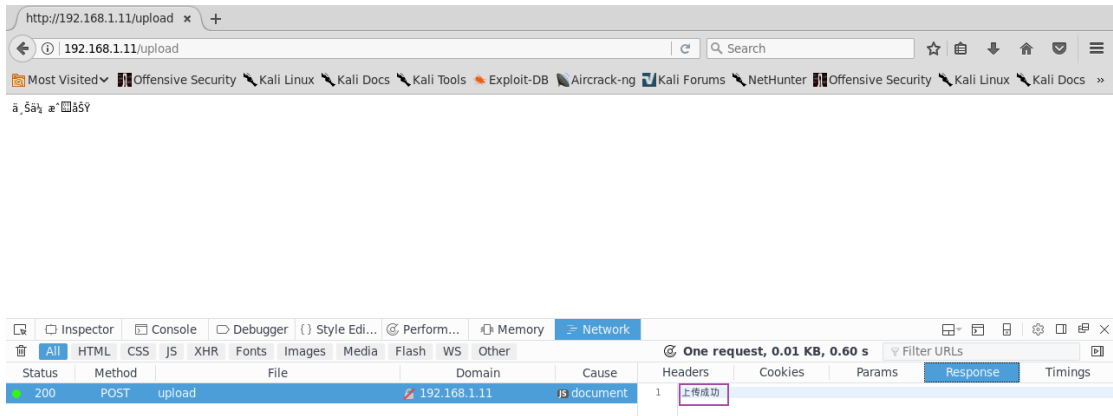 http://192.168.1.11/upload × +
192.168.1.11/upload Search
Most Visited Offensive Security Kali Linux Kali Docs Kali Tools Exploit-DB Aircrack-ng Kali Forums NetHunter Offensive Security Kali Linux Kali Docs »
Inspector Console Debugger Style Edi... Perform... Memory Network
All HTML CSS JS XHR Fonts Images Media Flash WS Other One request, 0.01 KB, 0.60 s Filter URLs
Status Method File Domain Cause Headers Cookies Params Response Timings
200 POST upload 192.168.1.11 JS document 1 上传成功